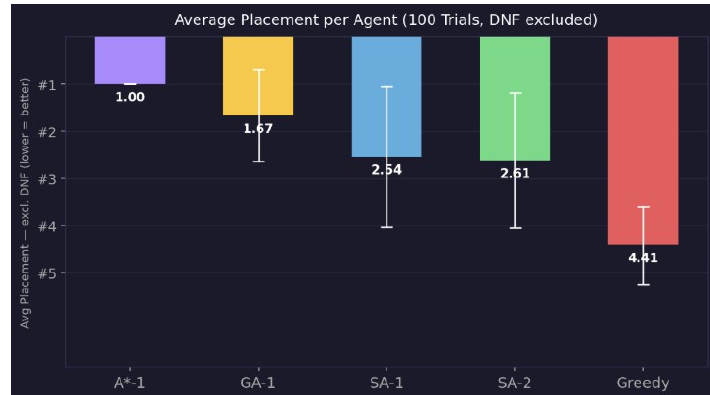 Average Placement per Agent (100 Trials, DNF excluded)
Avg Placement — excl. DNF (lower = better)
#1
#2
#3
#4
#5
1.00
1.67
2.54
2.61
4.41
A*-1
GA-1
SA-1
SA-2
Greedy